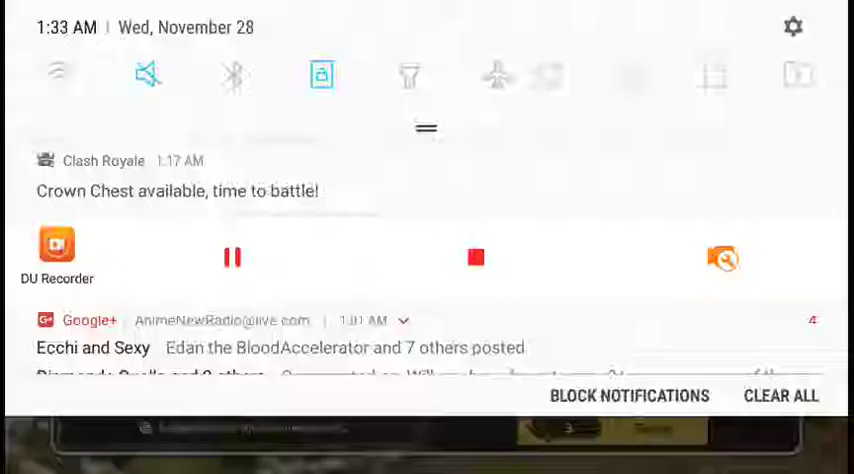 1:33 AM | Wed, November 28
Clash Royale 1:17 AM
Crown Chest available, time to battle!
DU Recorder
G+ Google+ | AnimeNewRadio@live.com | 1:01 AM 4
Ecchi and Sexy Edan the BloodAccelerator and 7 others posted
BLOCK NOTIFICATIONS CLEAR ALL